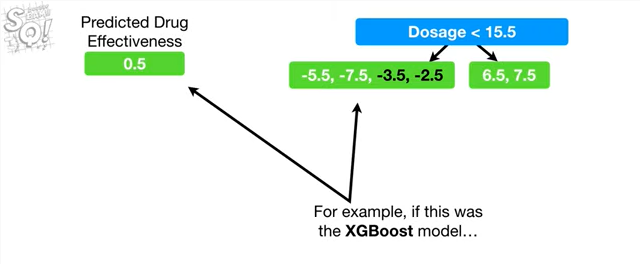 SQ!
Predicted Drug
Effectiveness
0.5
Dosage < 15.5
-5.5, -7.5, -3.5, -2.5
6.5, 7.5
For example, if this was
the XGBoost model…